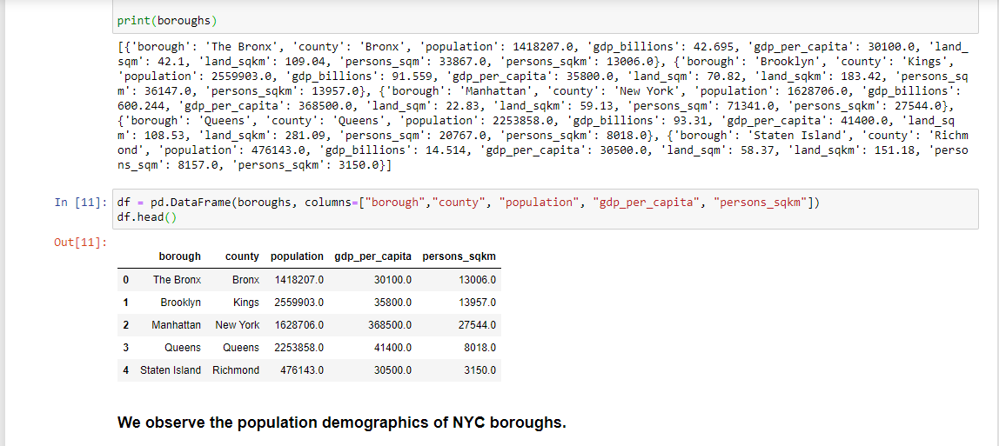 print(boroughs)
[{'borough': 'The Bronx', 'county': 'Bronx', 'population': 1418207.0, 'gdp_billions': 42.695, 'gdp_per_capita': 30100.0, 'land_
sqm': 42.1, 'land_sqkm': 109.04, 'persons_sqm': 33867.0, 'persons_sqkm': 13006.0}, {'borough': 'Brooklyn', 'county': 'Kings',
'population': 2559903.0, 'gdp_billions': 91.559, 'gdp_per_capita': 35800.0, 'land_sqm': 70.82, 'land_sqkm': 183.42, 'persons_sq
m': 36147.0, 'persons_sqkm': 13957.0}, {'borough': 'Manhattan', 'county': 'New York', 'population': 1628706.0, 'gdp_billions':
600.244, 'gdp_per_capita': 368500.0, 'land_sqm': 22.83, 'land_sqkm': 59.13, 'persons_sqm': 71341.0, 'persons_sqkm': 27544.0},
{'borough': 'Queens', 'county': 'Queens', 'population': 2253858.0, 'gdp_billions': 93.31, 'gdp_per_capita': 41400.0, 'land_sq
m': 108.53, 'land_sqkm': 281.09, 'persons_sqm': 20767.0, 'persons_sqkm': 8018.0}, {'borough': 'Staten Island', 'county': 'Richm
ond', 'population': 476143.0, 'gdp_billions': 14.514, 'gdp_per_capita': 30500.0, 'land_sqm': 58.37, 'land_sqkm': 151.18, 'perso
ns_sqm': 8157.0, 'persons_sqkm': 3150.0}]
In [11]: df = pd.DataFrame(boroughs, columns=["borough","county", "population", "gdp_per_capita", "persons_sqkm"])
df.head()
Out[11]:
borough county population gdp_per_capita persons_sqkm
0 The Bronx Bronx 1418207.0 30100.0 13006.0
1 Brooklyn Kings 2559903.0 35800.0 13957.0
2 Manhattan New York 1628706.0 368500.0 27544.0
3 Queens Queens 2253858.0 41400.0 8018.0
4 Staten Island Richmond 476143.0 30500.0 3150.0
We observe the population demographics of NYC boroughs.